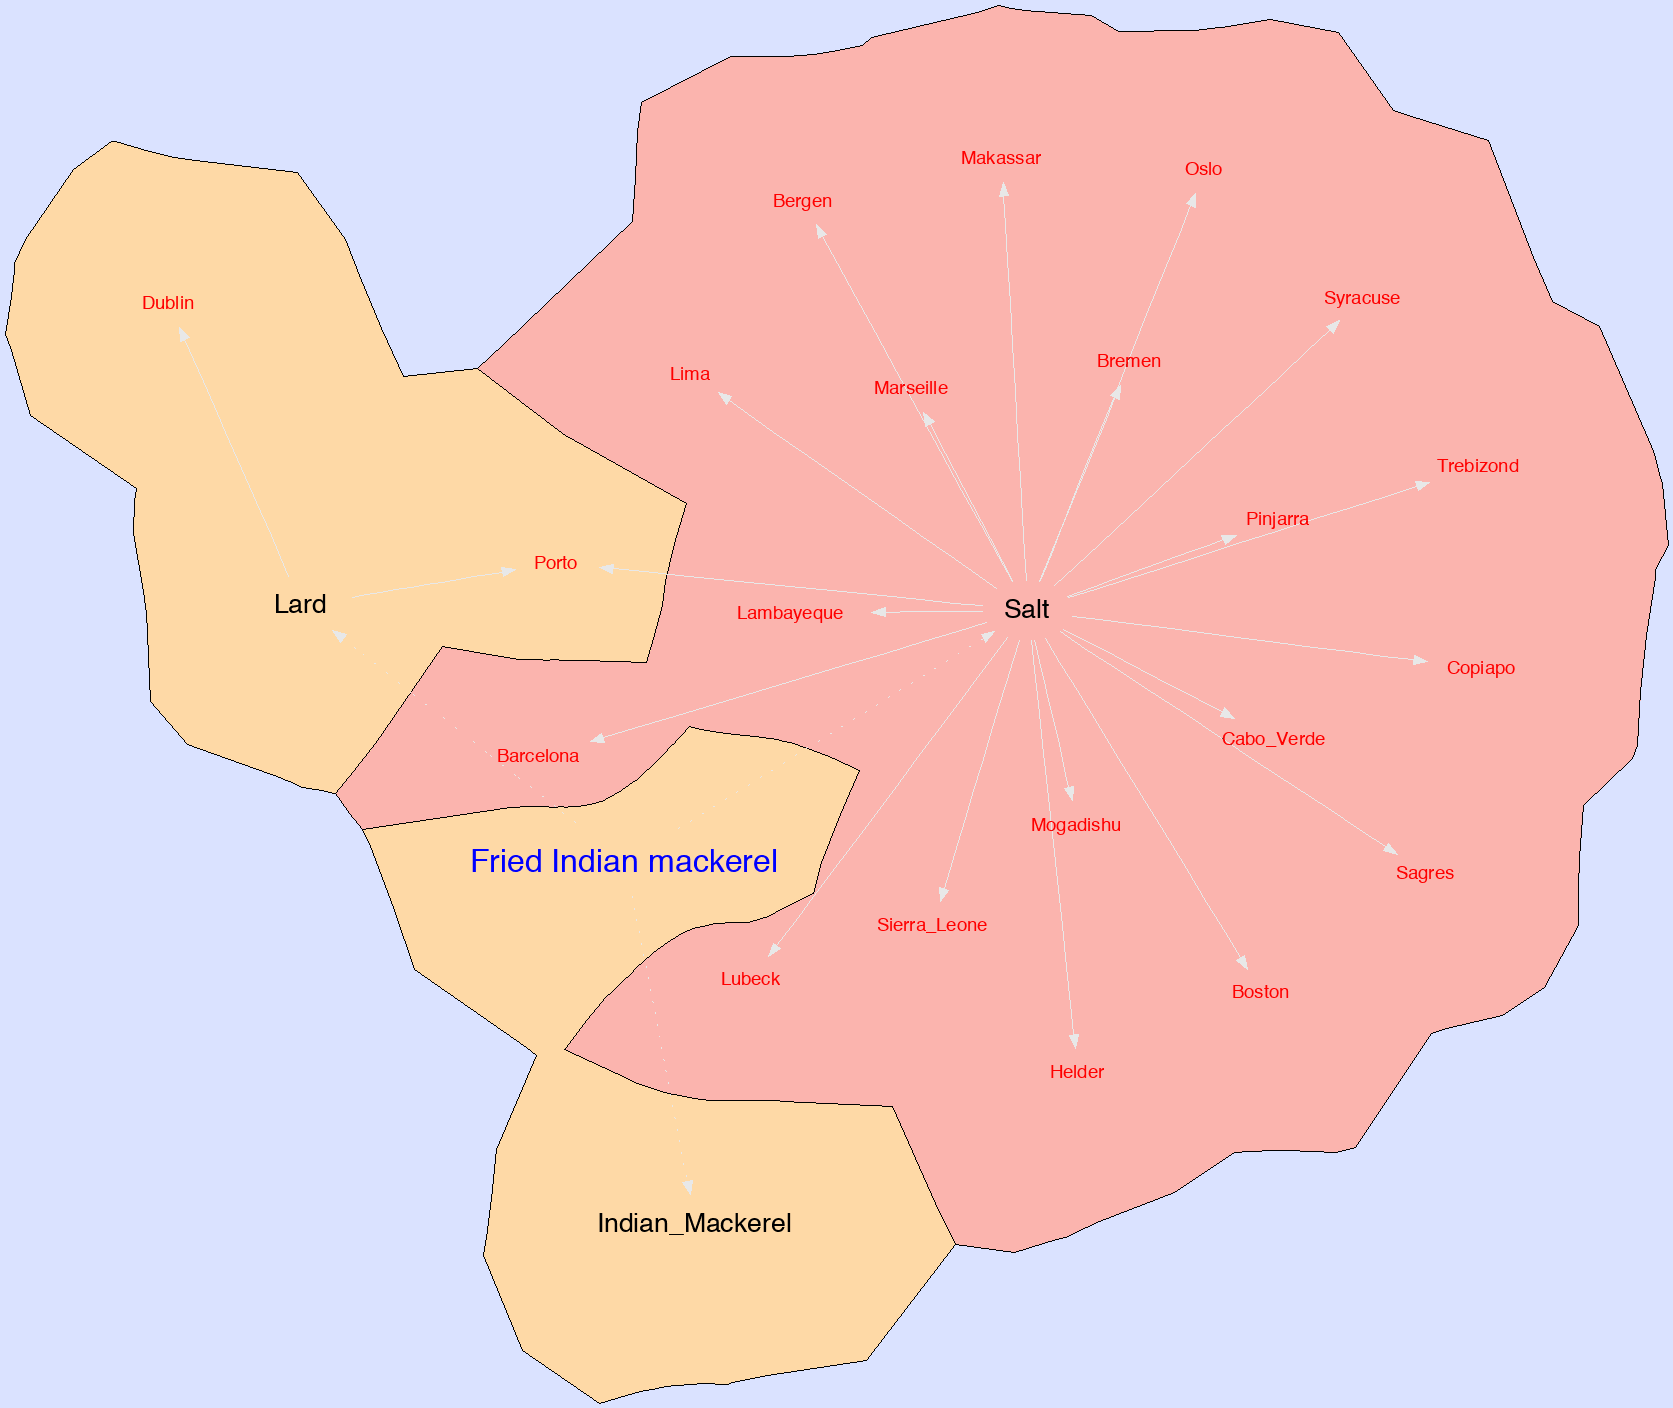 Makassar
Oslo
Bergen
Dublin
Syracuse
Bremen
Lima
Marseille
Trebizond
Pinjarra
Porto
Lard
Lambayeque
Salt
Copiapo
Cabo_Verde
Barcelona
Mogadishu
Fried Indian mackerel
Sagres
Sierra_Leone
Lubeck
Boston
Helder
Indian_Mackerel